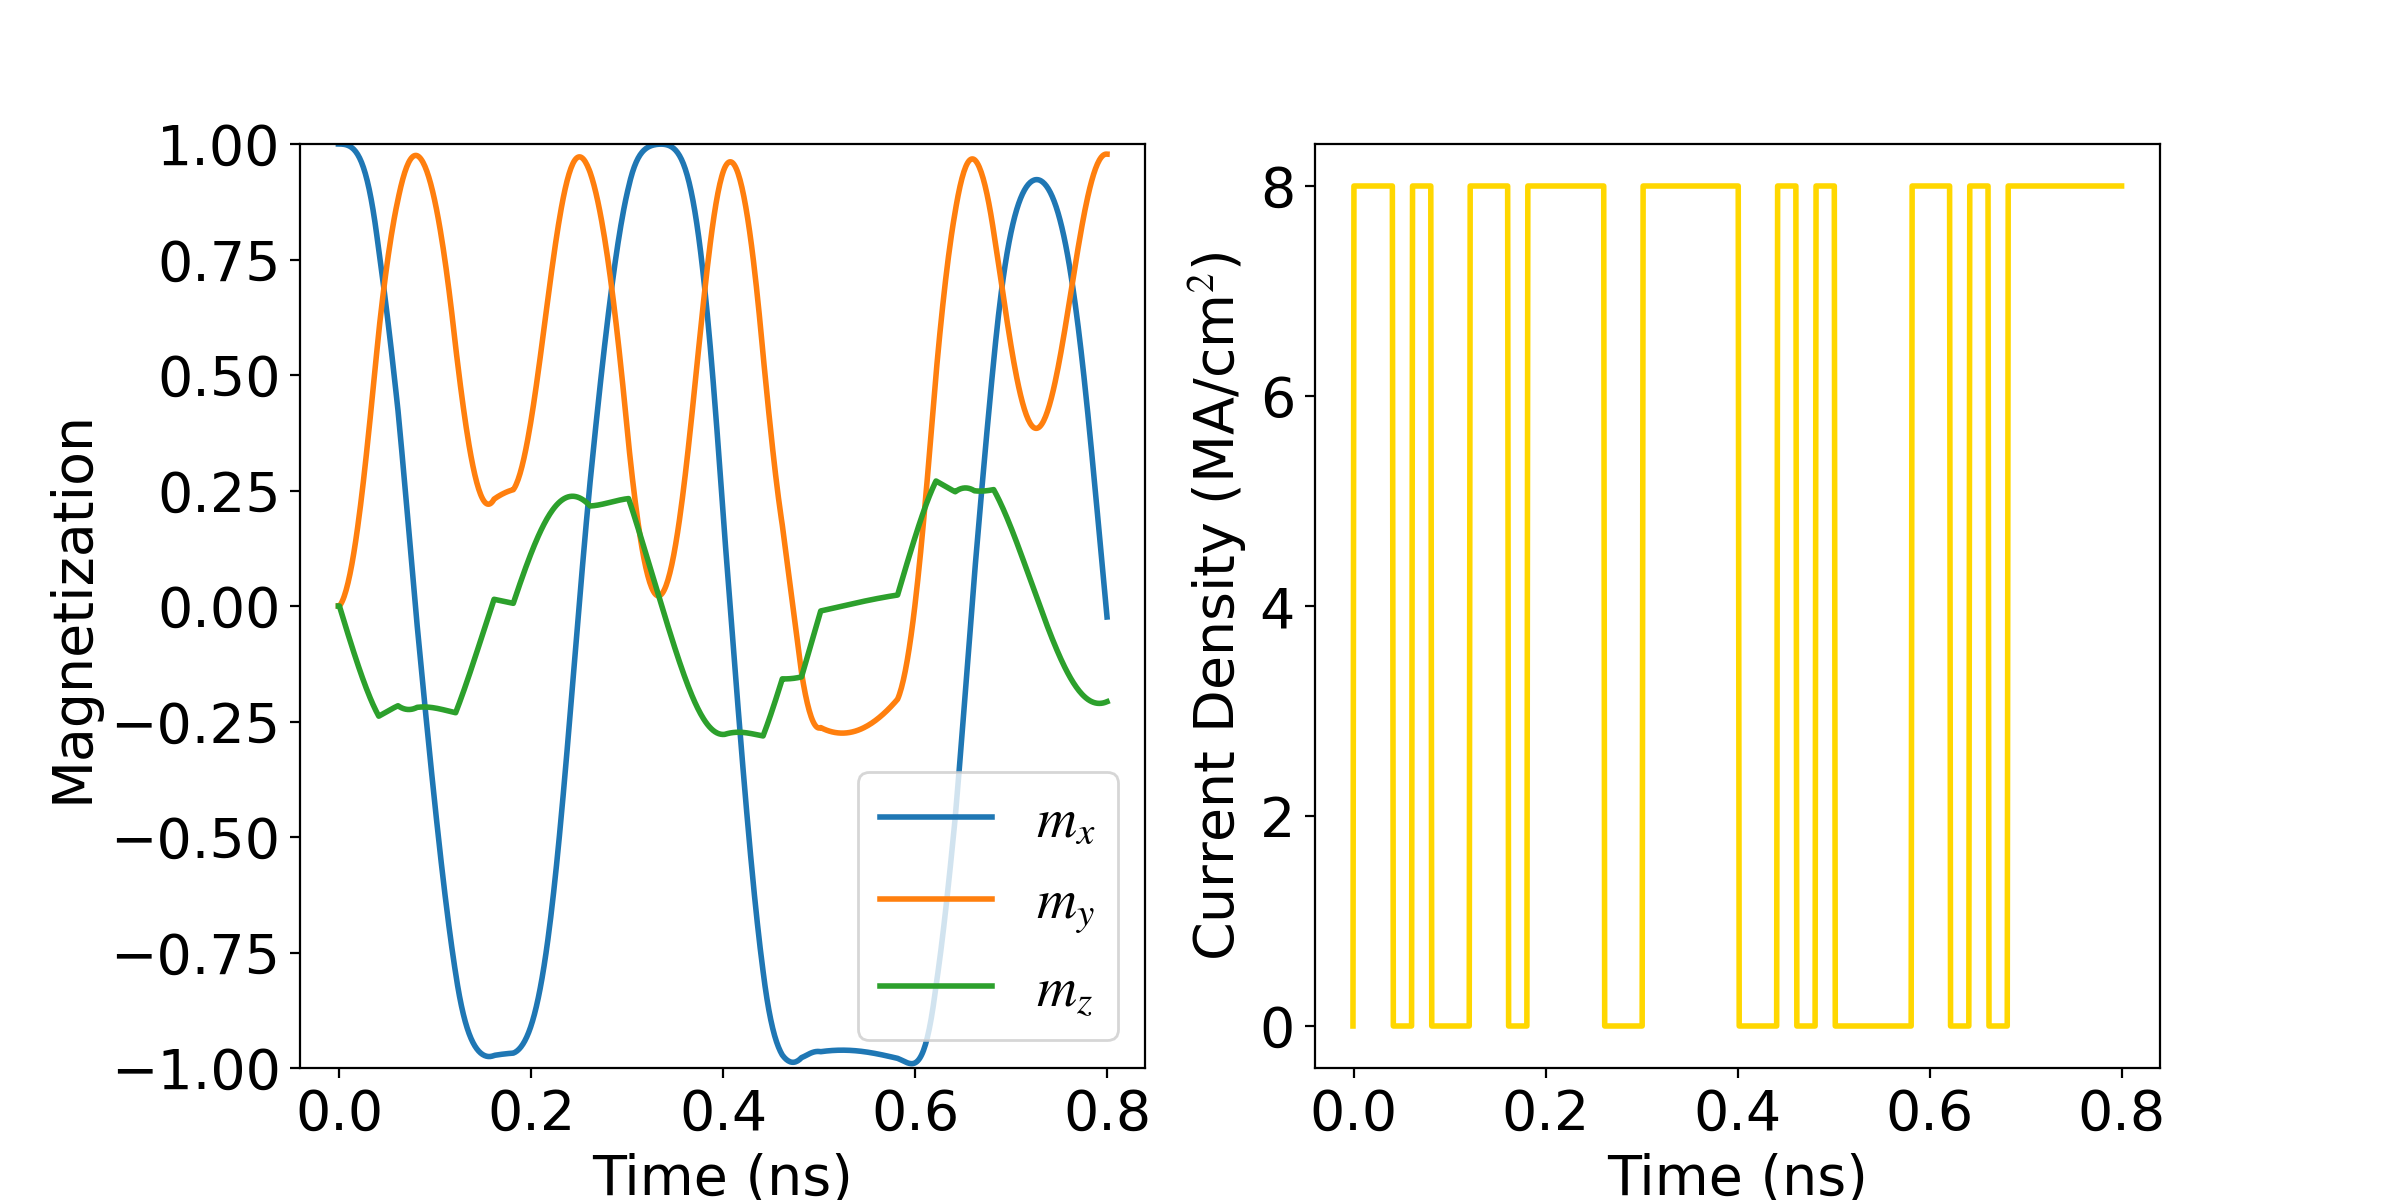 Magnetization
1.00
0.75
0.50
0.25
0.00
−0.25
−0.50
−0.75
−1.00
0.0 0.2 0.4 0.6 0.8
Time (ns)
m_x
m_y
m_z
Current Density (MA/cm²)
8
6
4
2
0
0.0 0.2 0.4 0.6 0.8
Time (ns)